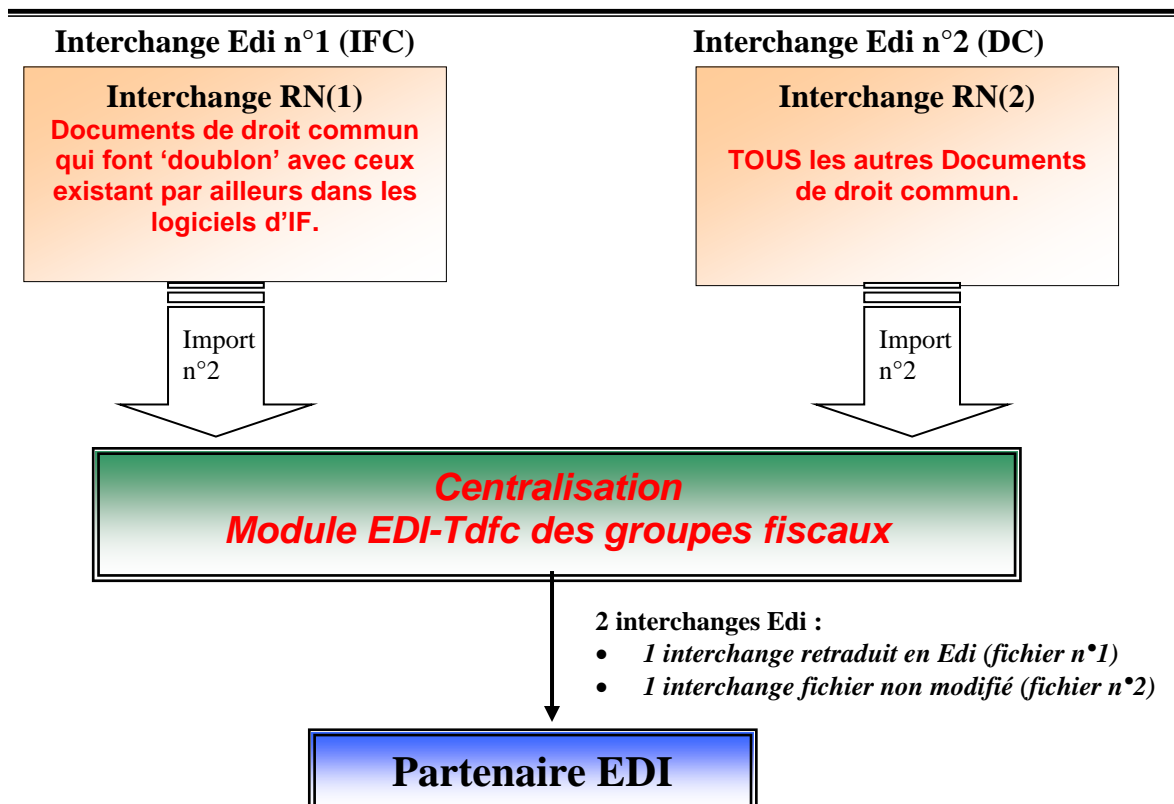 Interchange Edi n°1 (IFC)
Interchange RN(1)
Documents de droit commun
qui font ‘doublon’ avec ceux
existant par ailleurs dans les
logiciels d’IF.
Import
n°2
Interchange Edi n°2 (DC)
Interchange RN(2)
TOUS les autres Documents
de droit commun.
Import
n°2
Centralisation
Module EDI-Tdfc des groupes fiscaux
2 interchanges Edi :
• 1 interchange retraduit en Edi (fichier n°1)
• 1 interchange fichier non modifié (fichier n°2)
Partenaire EDI